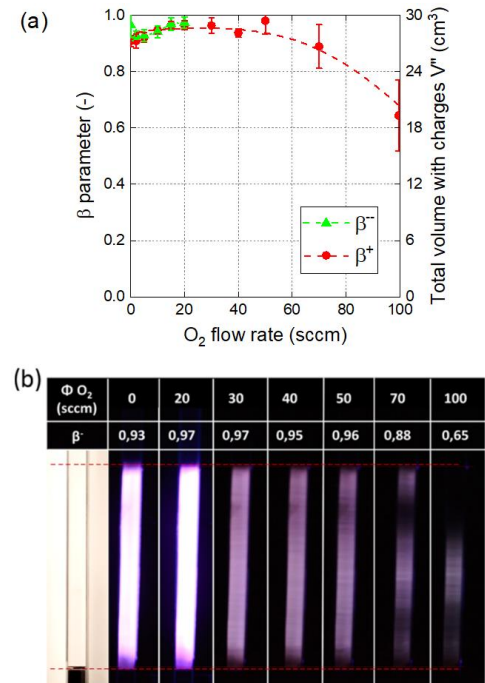 (a)
β parameter (-)
1.0
0.8
0.6
0.4
0.2
0.0
30
24
18
12
6
0
Total volume with charges V" (cm³)
β--
β+
0
20
40
60
80
100
O₂ flow rate (sccm)
(b)
Φ O₂ (sccm) 0 20 30 40 50 70 100
β- 0,93 0,97 0,97 0,95 0,96 0,88 0,65